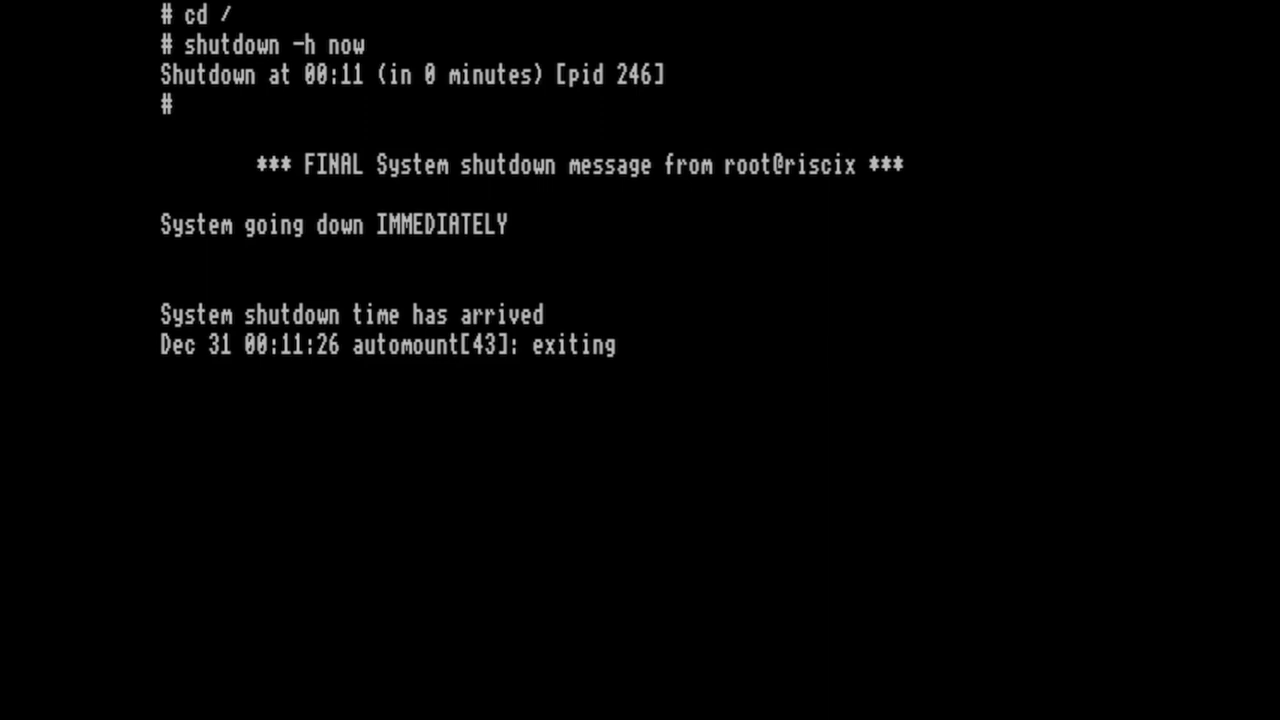 # cd /
# shutdown -h now
Shutdown at 00:11 (in 0 minutes) [pid 246]
#
*** FINAL System shutdown message from root@riscix ***
System going down IMMEDIATELY
System shutdown time has arrived
Dec 31 00:11:26 automount[43]: exiting